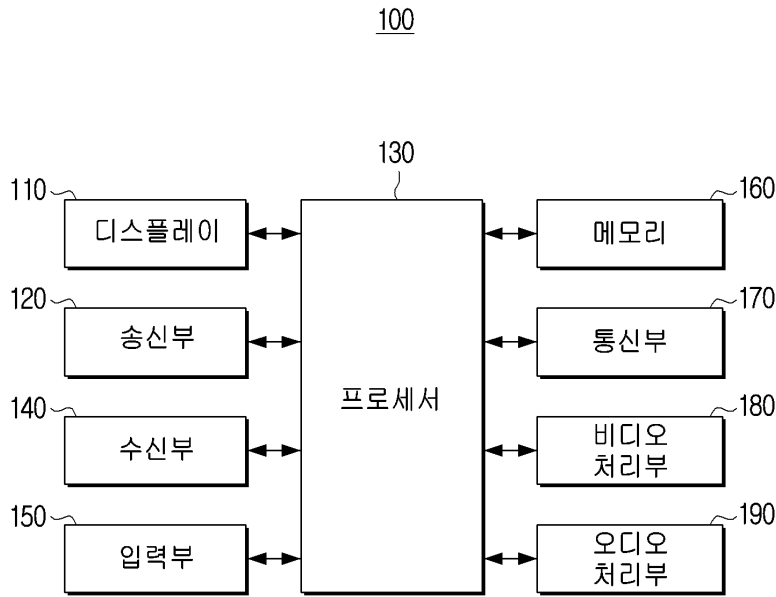 100
130
110
디스플레이
160
메모리
120
송신부
170
통신부
프로세서
140
수신부
180
비디오
처리부
150
입력부
190
오디오
처리부